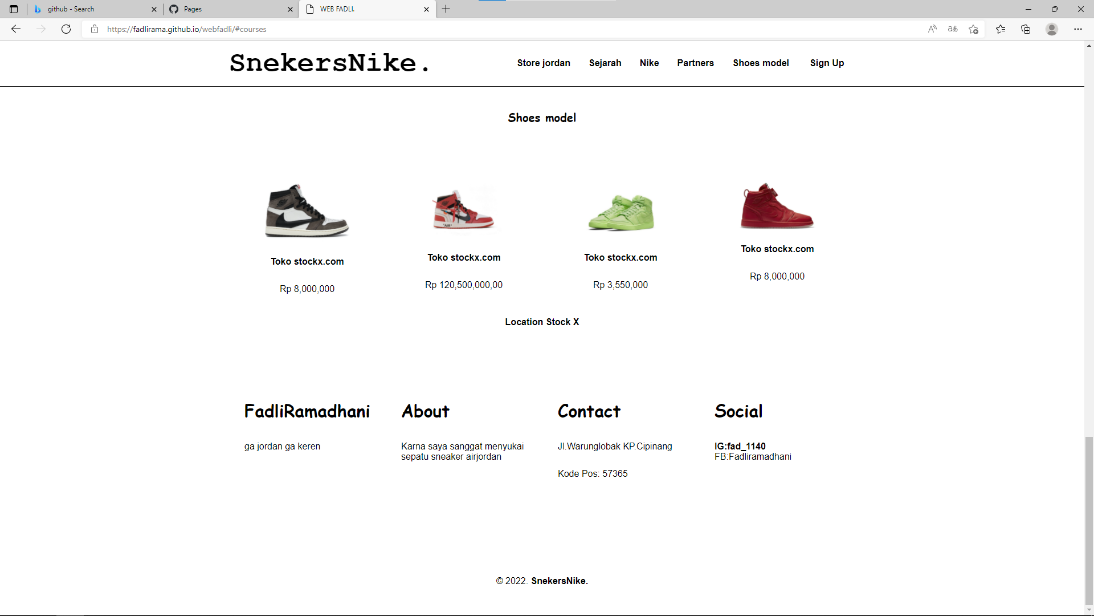 github - Search
Pages
WEB FADLI
https://fadlirama.github.io/webfadli/#courses
SnekersNike.
Store jordan Sejarah Nike Partners Shoes model Sign Up
Shoes model
Toko stockx.com Toko stockx.com Toko stockx.com Toko stockx.com
Rp 8,000,000 Rp 120,500,000,00 Rp 3,550,000 Rp 8,000,000
Location Stock X
FadliRamadhani
ga jordan ga keren
About
Karna saya sanggat menyukai
sepatu sneaker airjordan
Contact
Jl.Warunglobak KP.Cipinang
Kode Pos. 57365
Social
IG:fad_1140
FB:Fadliramadhani
© 2022. SnekersNike.